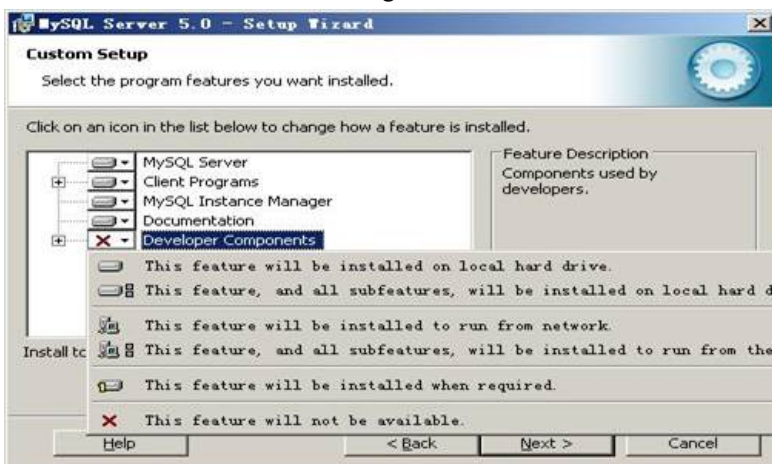 MySQL Server 5.0 - Setup Wizard
Custom Setup
Select the program features you want installed.
Click on an icon in the list below to change how a feature is installed.
MySQL Server
Client Programs
MySQL Instance Manager
Documentation
Developer Components
Feature Description
Components used by
developers.
This feature will be installed on local hard drive.
This feature, and all subfeatures, will be installed on local hard d
This feature will be installed to run from network.
Install to
This feature, and all subfeatures, will be installed to run from the
This feature will be installed when required.
This feature will not be available.
Help
< Back
Next >
Cancel